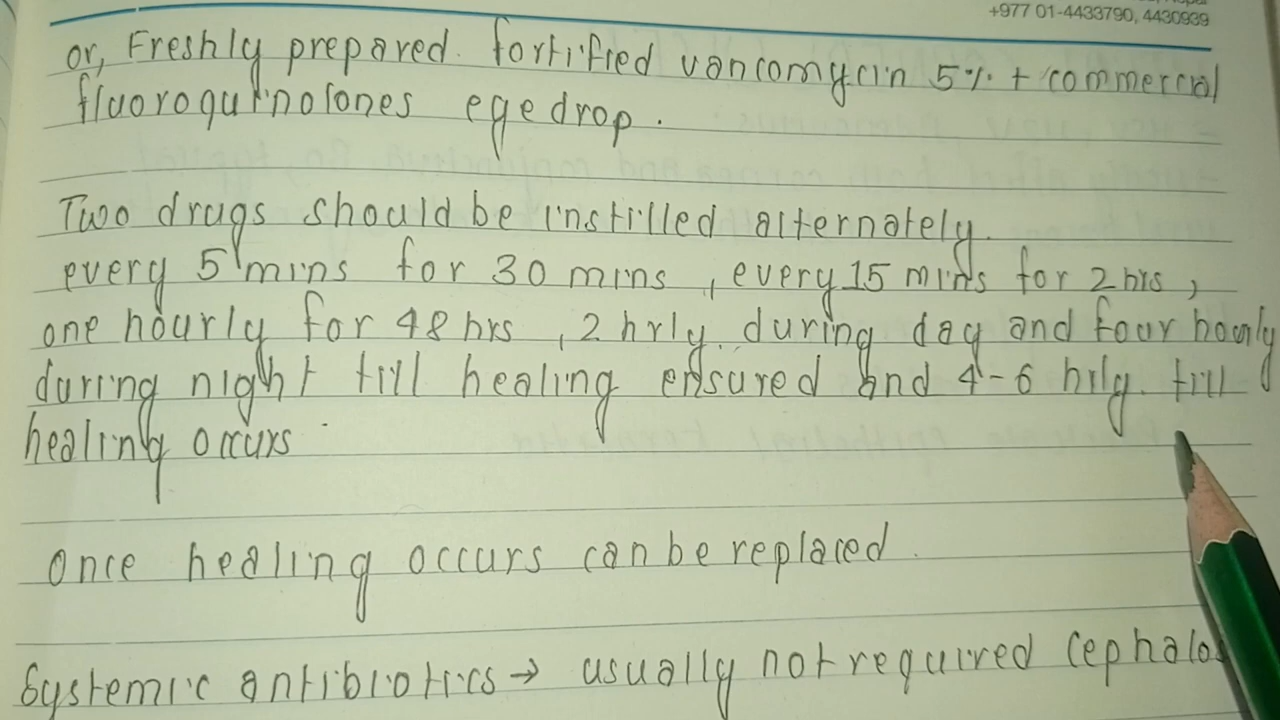 +977 01-4433790, 4430939
or, Freshly prepared. fortified vancomycin 5% + commercial
fluoroquinolones eyedrop.
Two drugs should be instilled alternately.
every 5 mins for 30 mins, every 15 mins for 2 hrs,
one hourly for 48 hrs, 2 hrly. during day and four hourly
during night till healing ensured and 4-6 hrly. till
healing occurs.
Once healing occurs can be replaced.
Systemic antibiotics → usually not required Cephalo